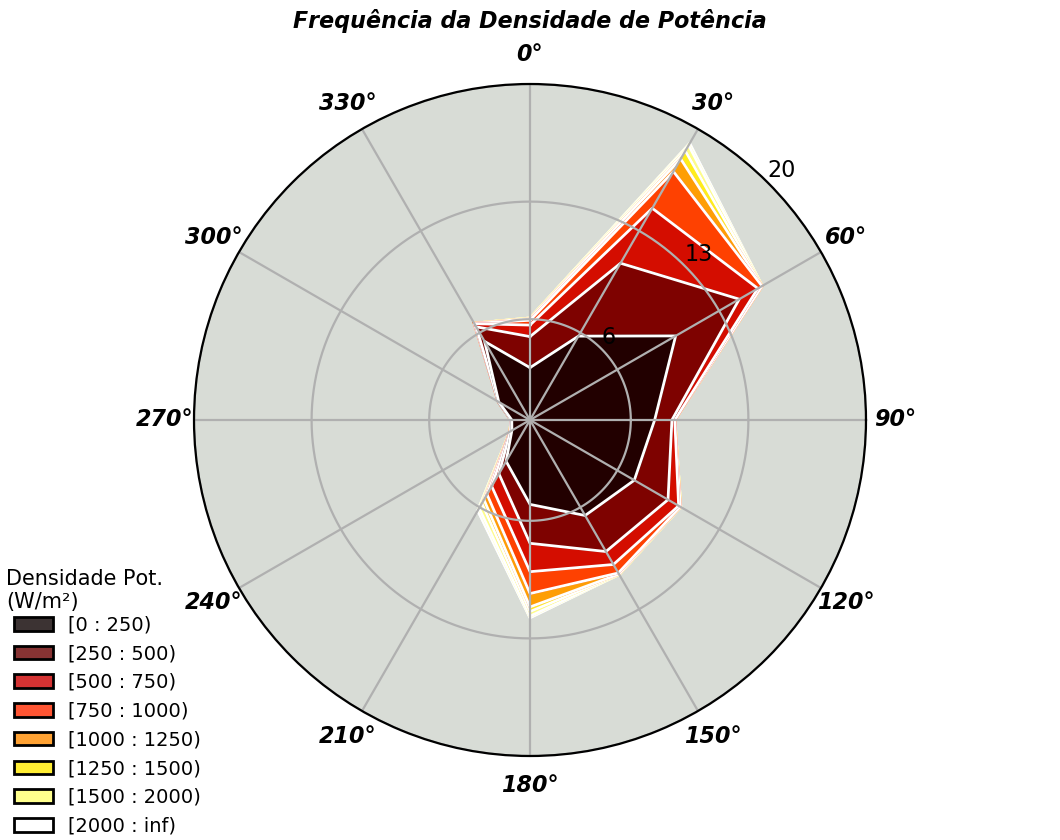 Frequência da Densidade de Potência
0°
330°
30°
20
300°
60°
13
6
270°
90°
Densidade Pot.
(W/m²)
240°
120°
[0 : 250)
[250 : 500)
[500 : 750)
[750 : 1000)
210°
150°
[1000 : 1250)
[1250 : 1500)
180°
[1500 : 2000)
[2000 : inf)